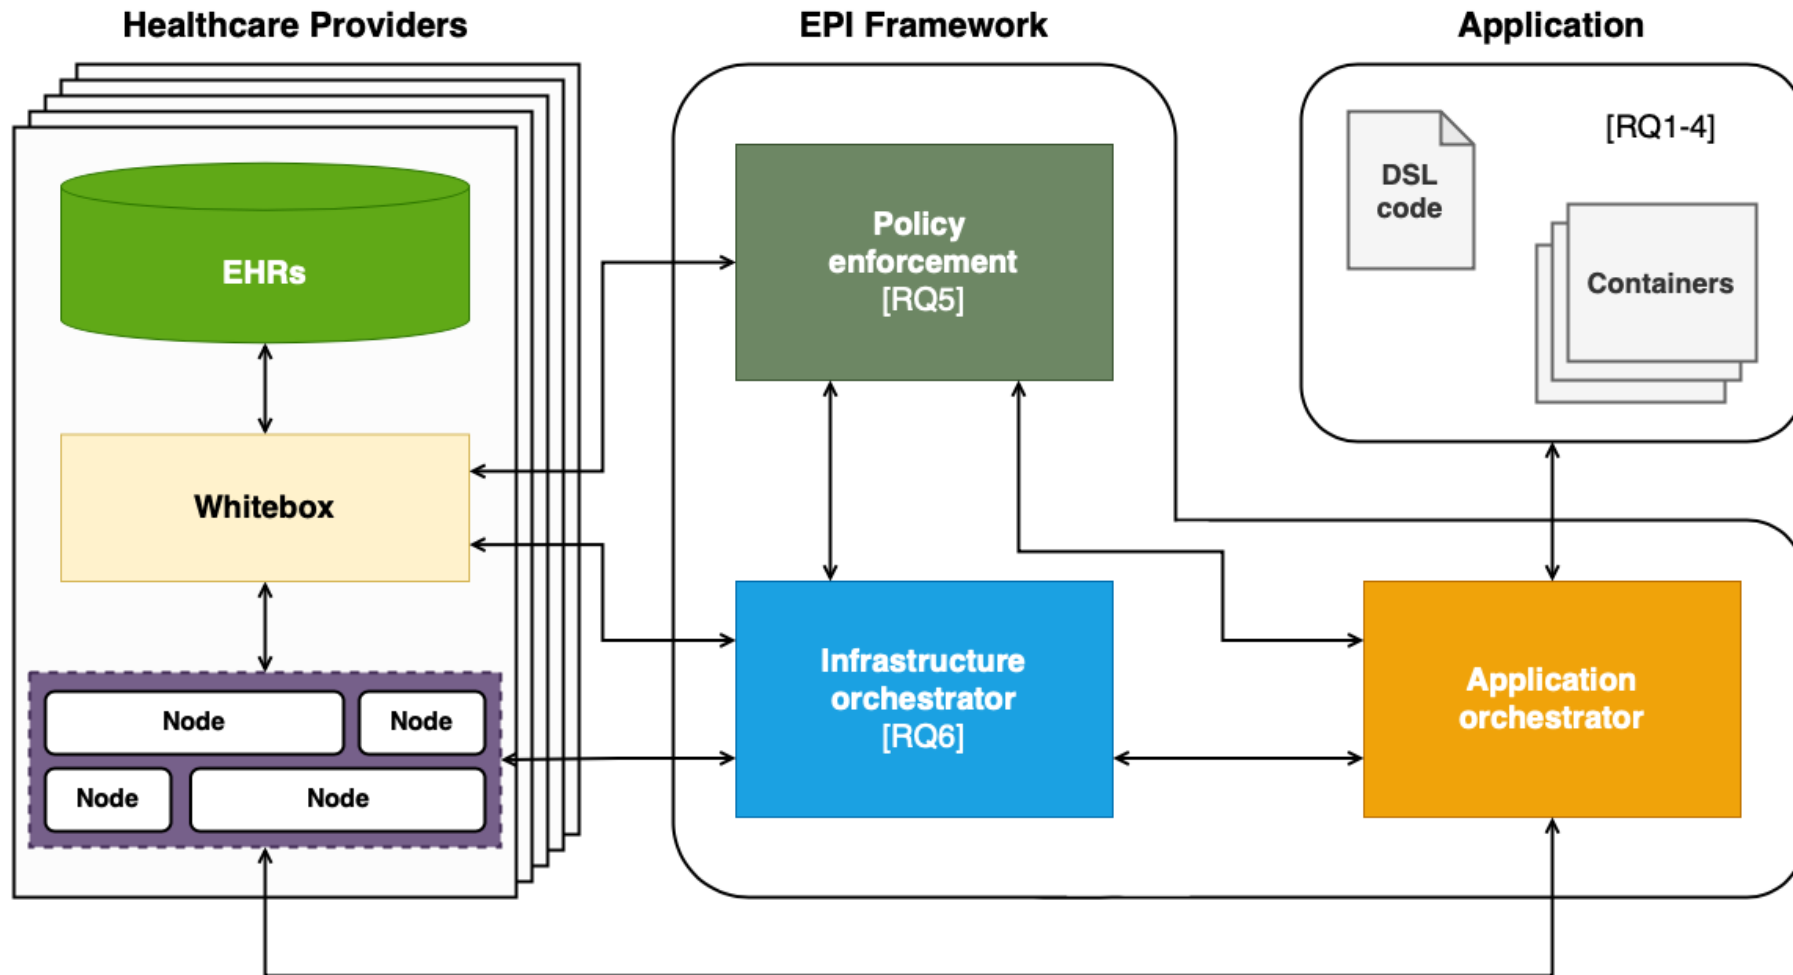 Healthcare Providers
EPI Framework
Application
EHRs
Whitebox
Node
Node
Node
Node
Policy
enforcement
[RQ5]
Infrastructure
orchestrator
[RQ6]
DSL
code
[RQ1-4]
Containers
Application
orchestrator